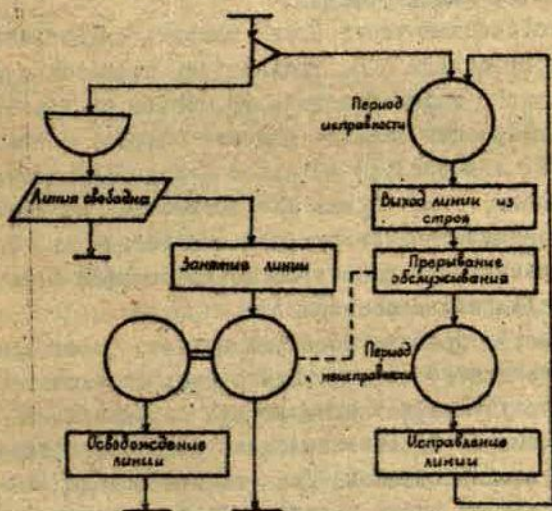 Период
исправности
Линия свободна
Выход линии из
строя
Занятие линии
Прерывание
обслуживания
Период
неисправности
Освобождение
линии
Исправление
линии